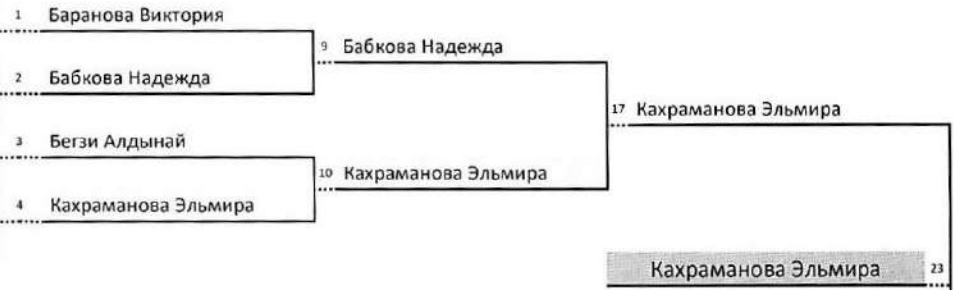 1 Баранова Виктория
9 Бабкова Надежда
2 Бабкова Надежда
17 Кахраманова Эльмира
3 Бегзи Алдынай
10 Кахраманова Эльмира
4 Кахраманова Эльмира
Кахраманова Эльмира 23